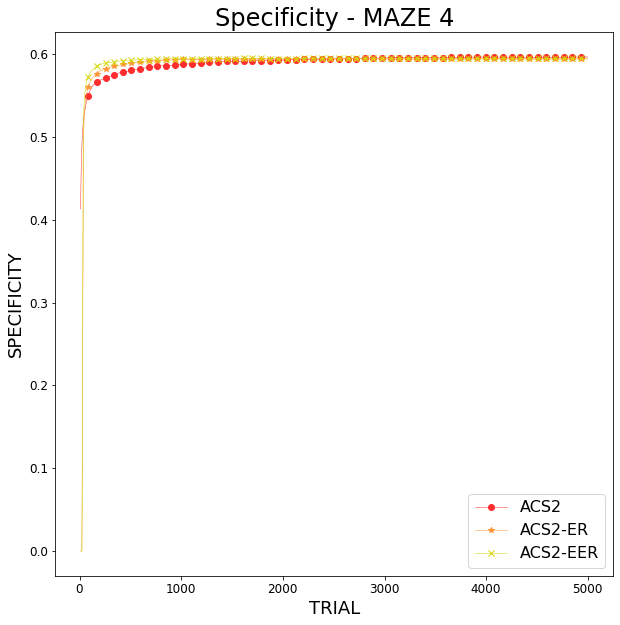 Specificity - MAZE 4
SPECIFICITY
0.6
0.5
0.4
0.3
0.2
0.1
0.0
ACS2
ACS2-ER
ACS2-EER
0 1000 2000 3000 4000 5000
TRIAL